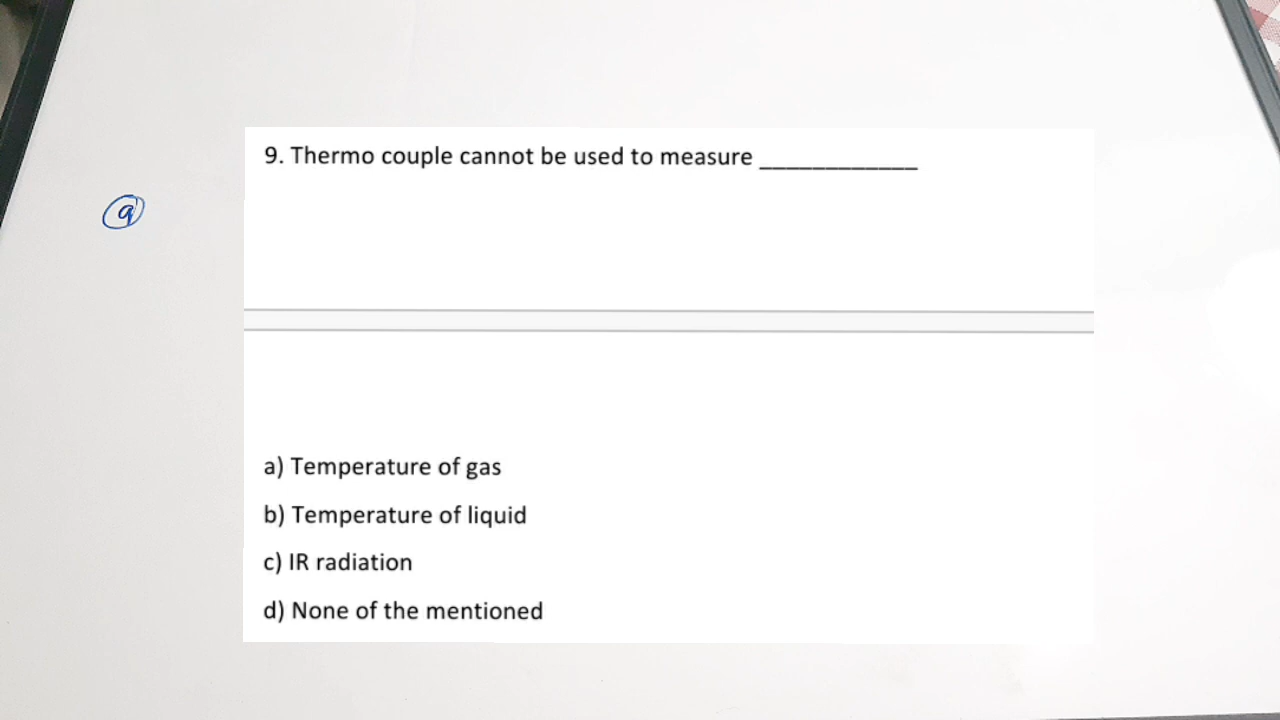 9. Thermo couple cannot be used to measure ____________
9
a) Temperature of gas
b) Temperature of liquid
c) IR radiation
d) None of the mentioned